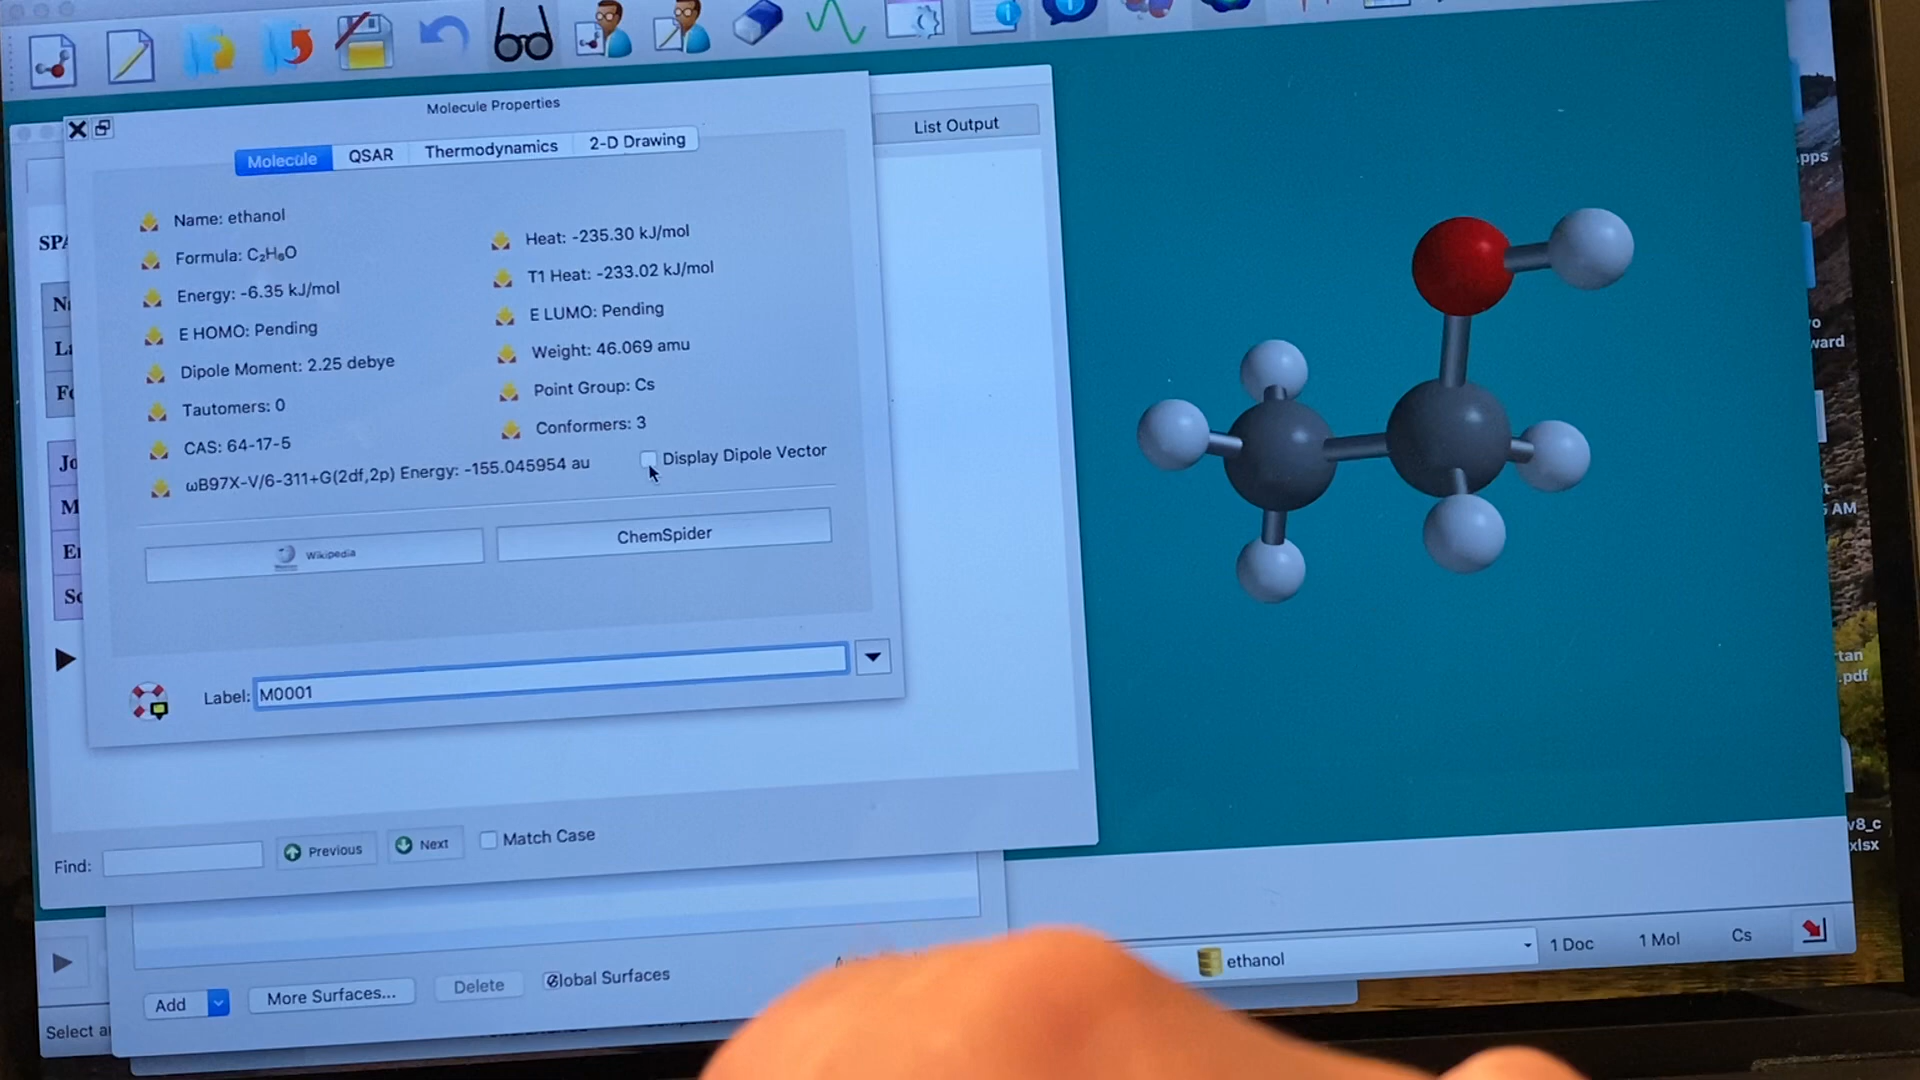 Molecule Properties
List Output
Molecule QSAR Thermodynamics 2-D Drawing
Name: ethanol
Formula: C₂H₆O
Energy: -6.35 kJ/mol
E HOMO: Pending
Dipole Moment: 2.25 debye
Tautomers: 0
CAS: 64-17-5
ωB97X-V/6-311+G(2df,2p) Energy: -155.045954 au
Heat: -235.30 kJ/mol
T1 Heat: -233.02 kJ/mol
E LUMO: Pending
Weight: 46.069 amu
Point Group: Cs
Conformers: 3
Display Dipole Vector
Wikipedia
ChemSpider
Label: M0001
Find: Previous Next Match Case
Add More Surfaces... Delete Global Surfaces
ethanol 1 Doc 1 Mol Cs
Select
.pdf
xlsx
AM